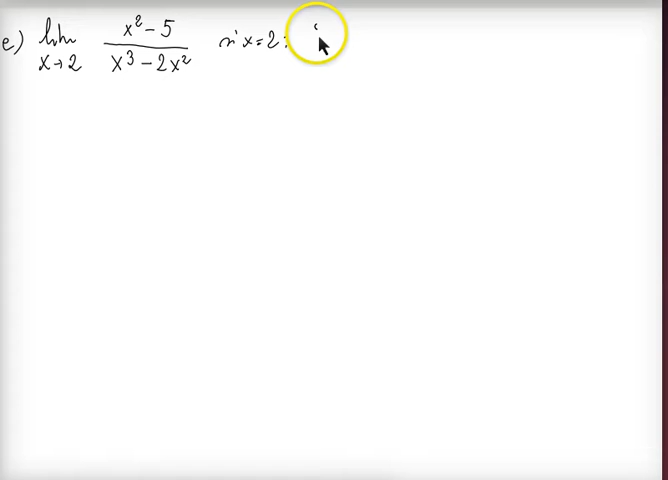 e) lim x→2 x² - 5 / x³ - 2x² si x = 2: